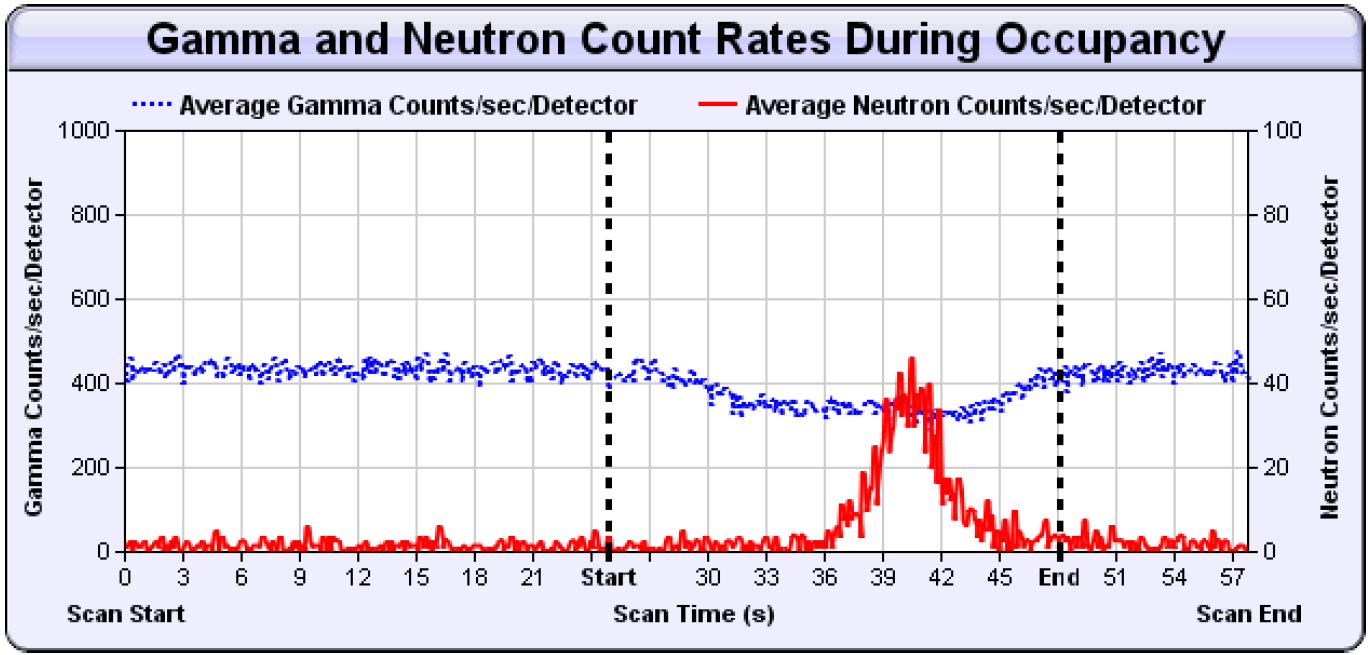 Gamma and Neutron Count Rates During Occupancy
Average Gamma Counts/sec/Detector Average Neutron Counts/sec/Detector
Gamma Counts/sec/Detector
1000
800
600
400
200
0
100
80
60
40
20
0
Neutron Counts/sec/Detector
0 3 6 9 12 15 18 21 Start 30 33 36 39 42 45 End 51 54 57
Scan Start Scan Time (s) Scan End